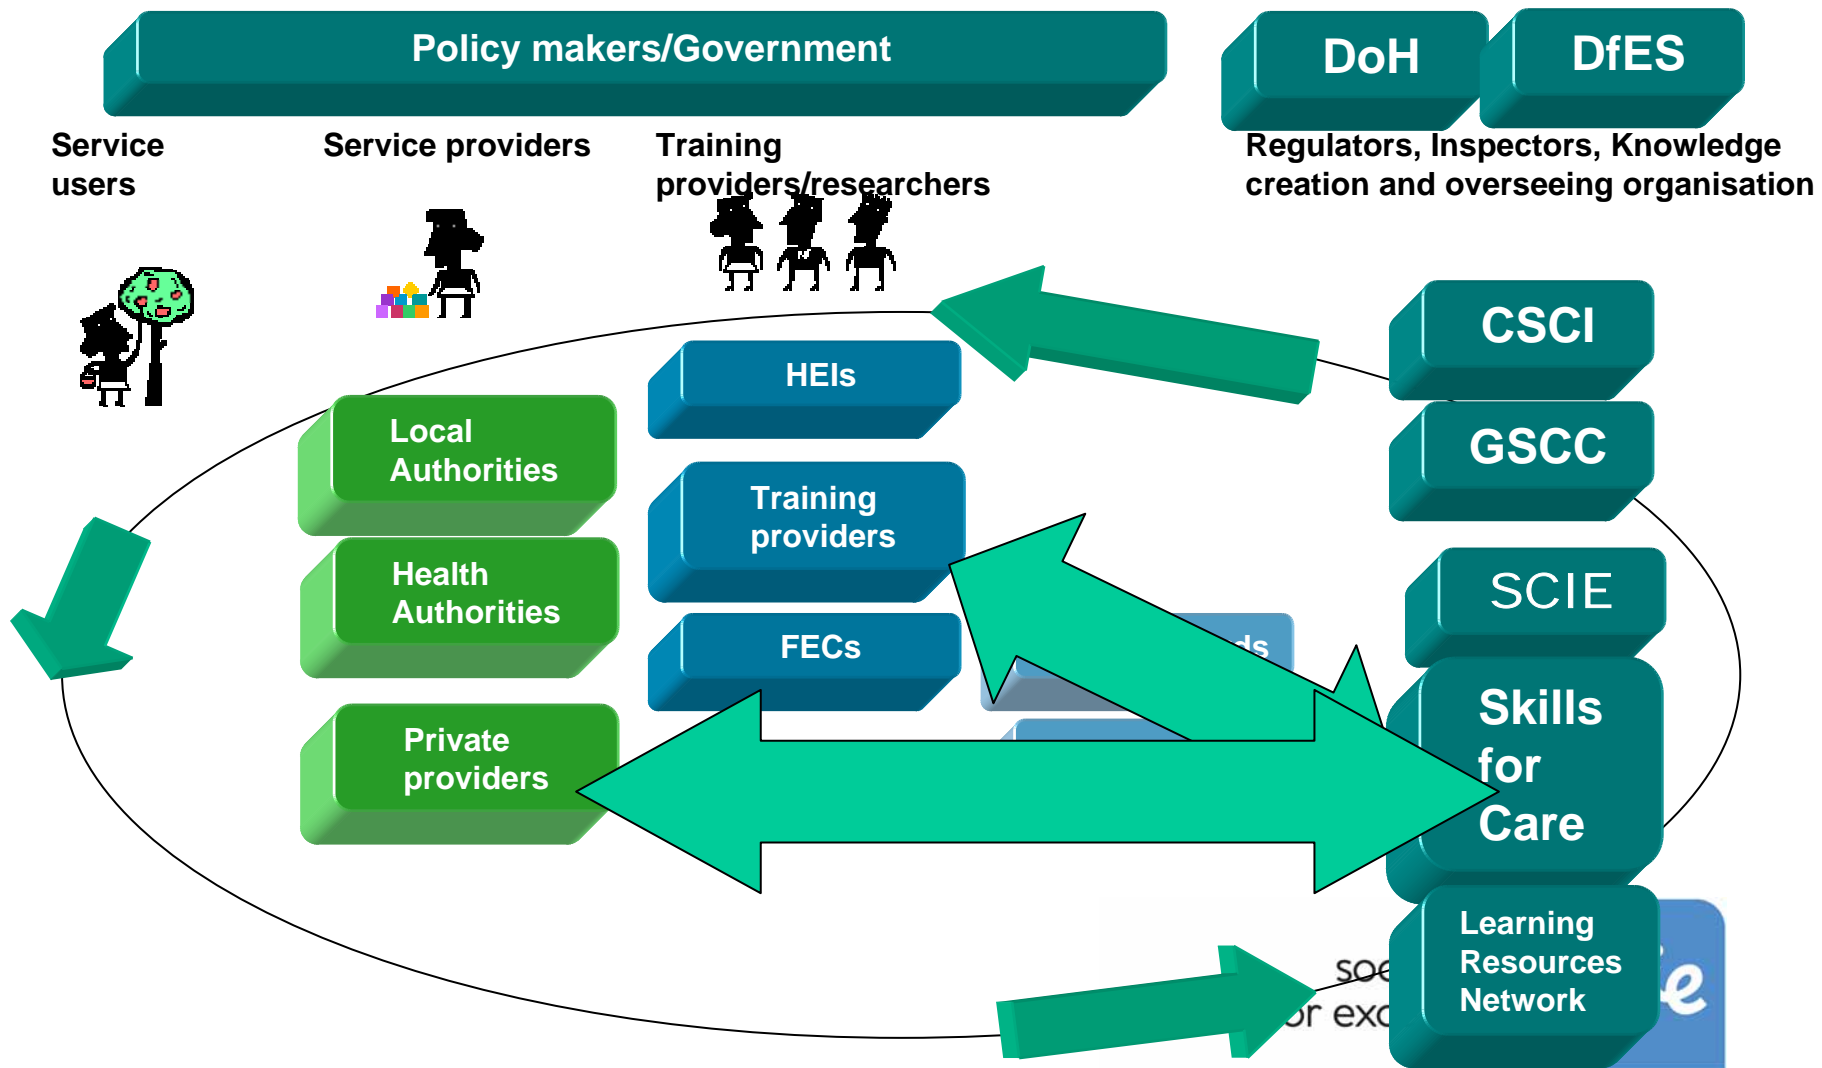 Policy makers/Government
DoH
DfES
Service
users
Service providers
Training
providers/researchers
Regulators, Inspectors, Knowledge
creation and overseeing organisation
CSCI
HEIs
Local
Authorities
GSCC
Training
providers
Health
Authorities
SCIE
FECs
Skills
for
Care
Private
providers
Learning
Resources
Network